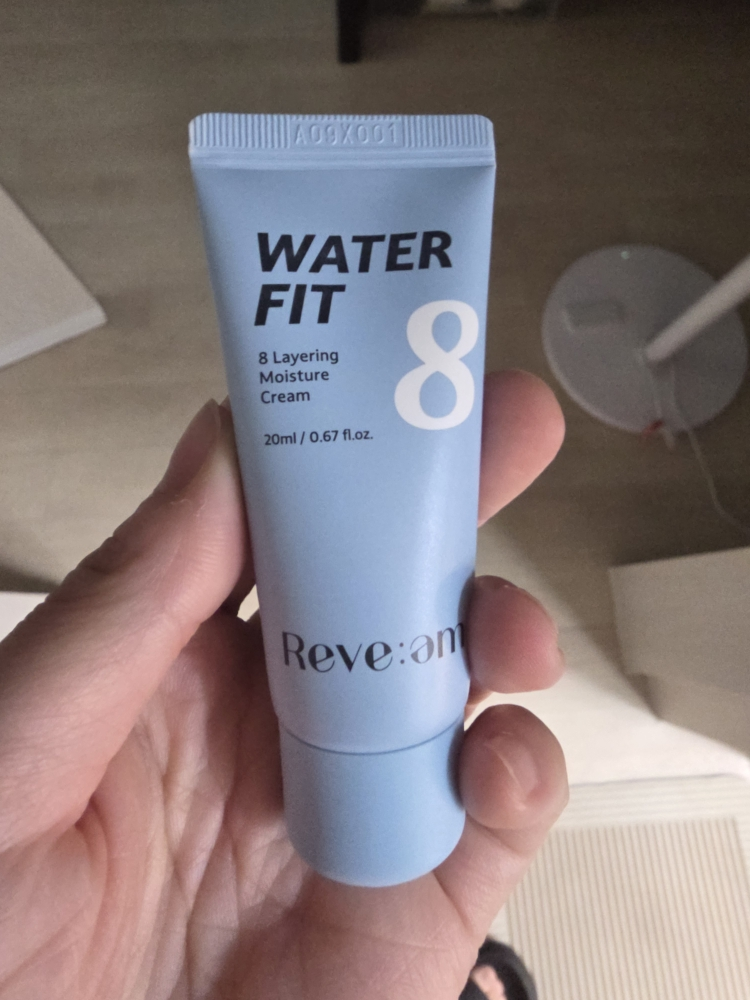 A09X001
WATER
FIT
8
8 Layering
Moisture
Cream
20ml / 0.67 fl.oz.
Reve:am